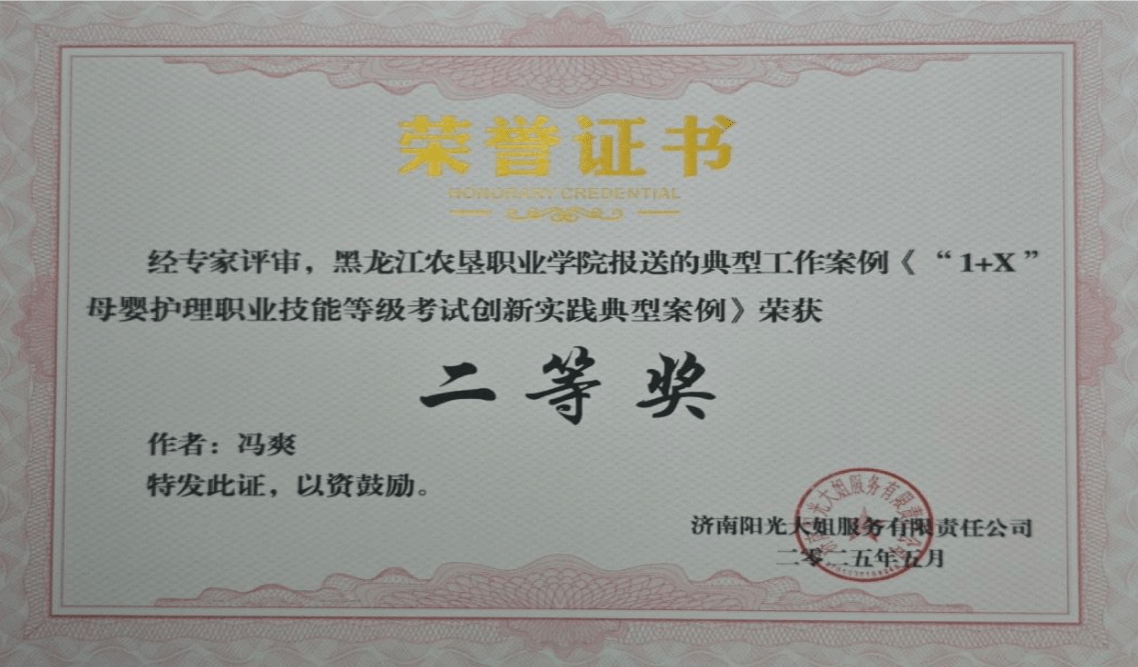 荣誉证书
HONORARY CREDENTIAL
经专家评审，黑龙江农垦职业学院报送的典型工作案例《“1+X”
母婴护理职业技能等级考试创新实践典型案例》荣获
二等奖
作者：冯爽
特发此证，以资鼓励。
济南阳光大姐服务有限责任公司
二零二五年五月